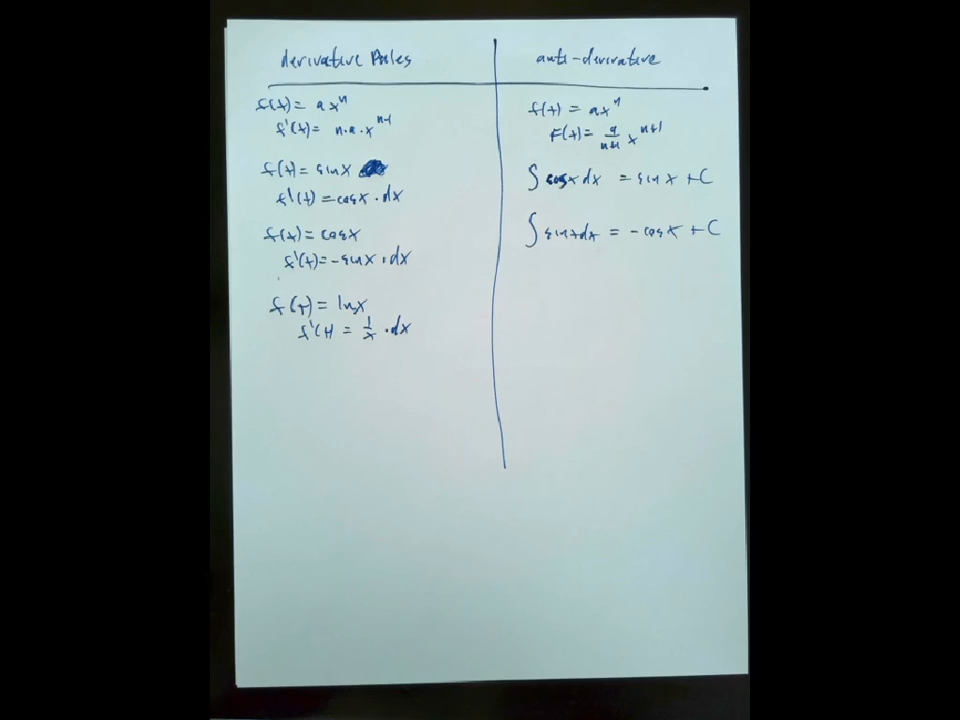 derivative Rules
f(x) = ax^n
f'(x) = n·a·x^{n-1}
f(x) = sin x
f'(x) = cos x · dx
f(x) = cos x
f'(x) = -sin x · dx
f(x) = ln x
f'(x) = 1/x · dx
anti-derivative
f(x) = ax^n
F(x) = a/(n+1) x^{n+1}
∫ cos x dx = sin x + C
∫ sin x dx = - cos x + C